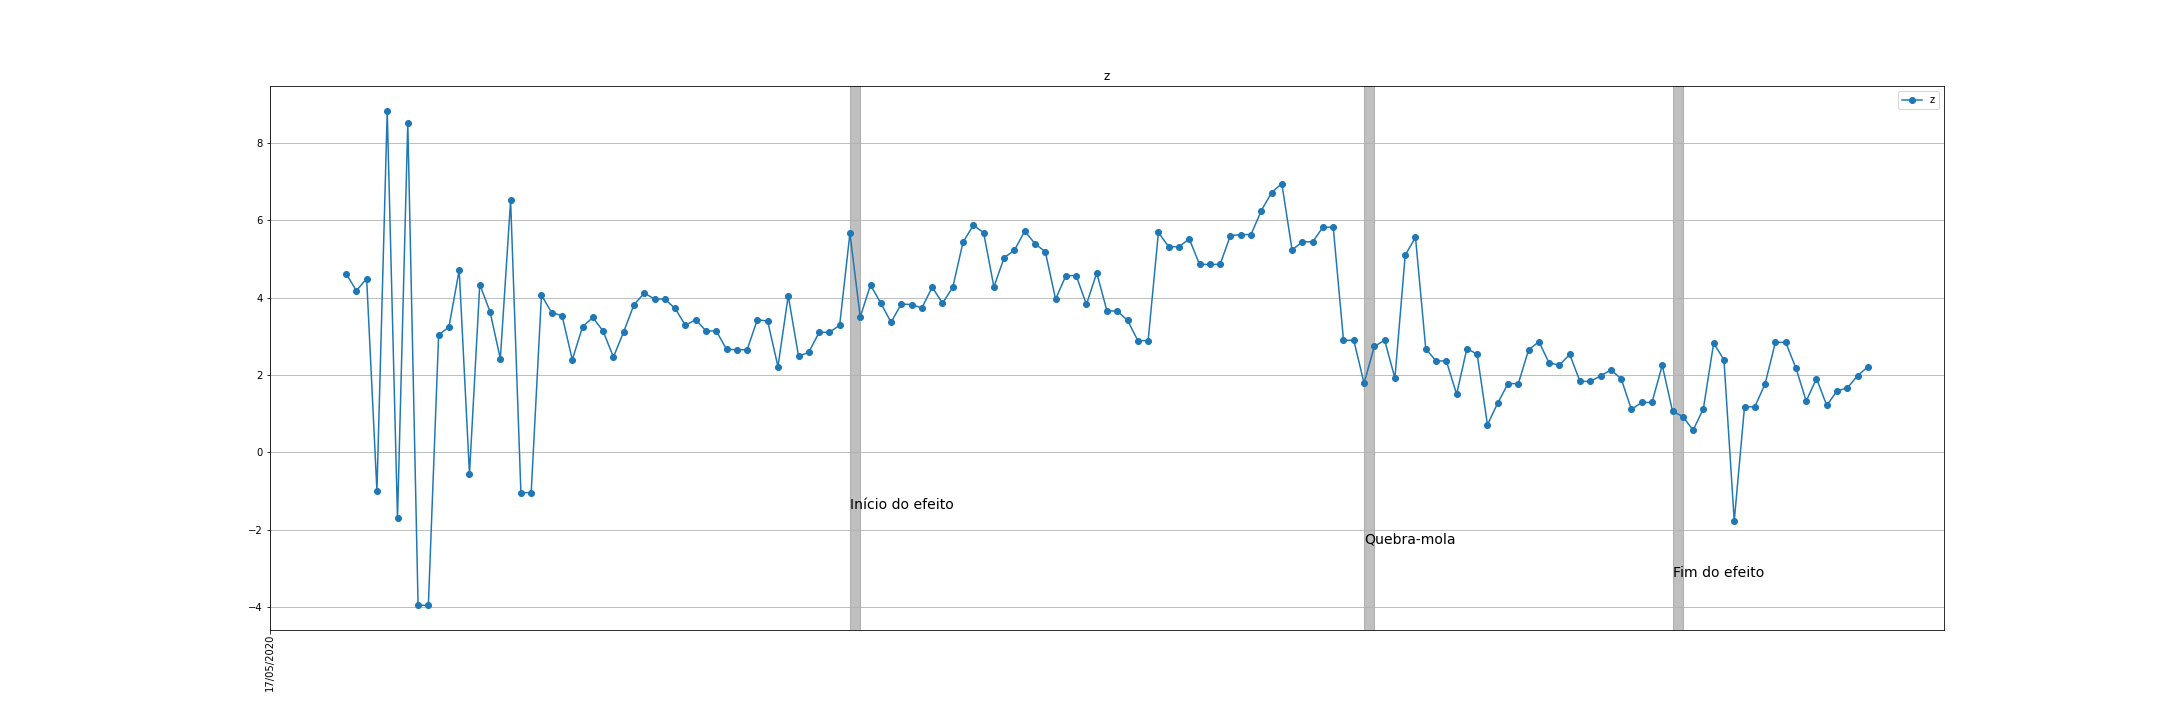 z
z
8
6
4
2
0
−2
−4
Início do efeito
Quebra-mola
Fim do efeito
17/05/2020